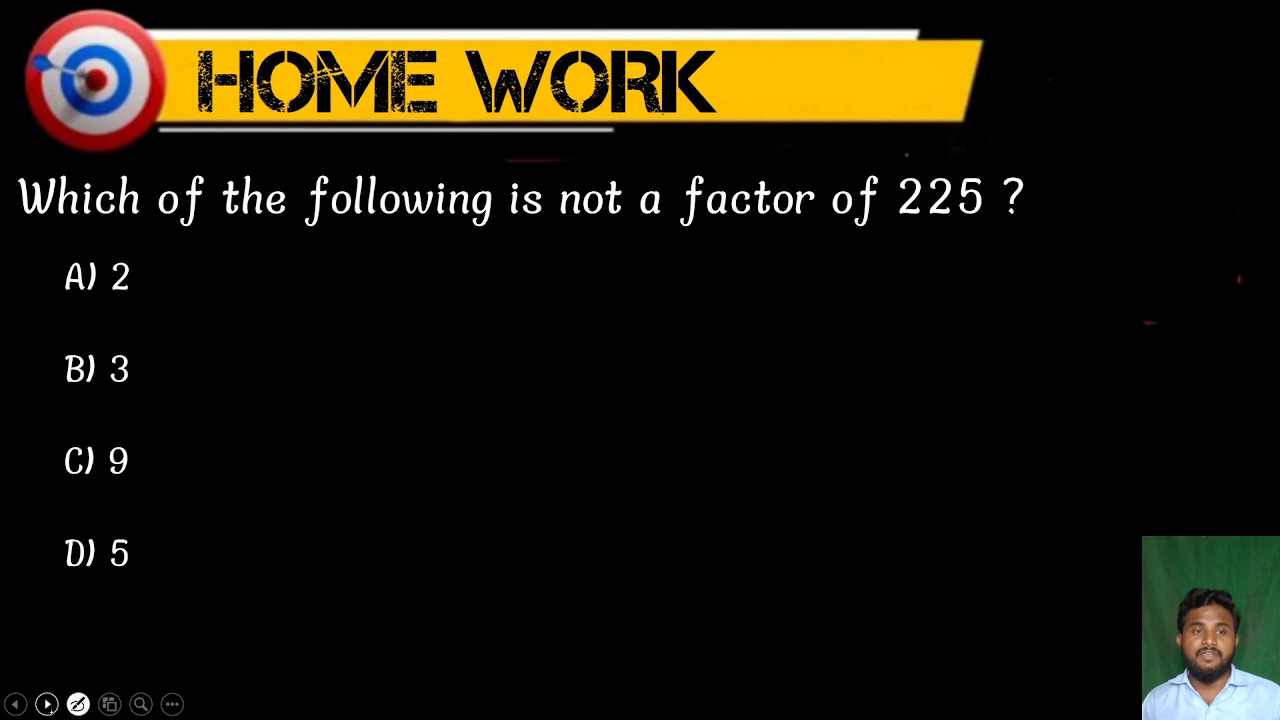 HOME WORK
Which of the following is not a factor of 225 ?
A) 2
B) 3
C) 9
D) 5